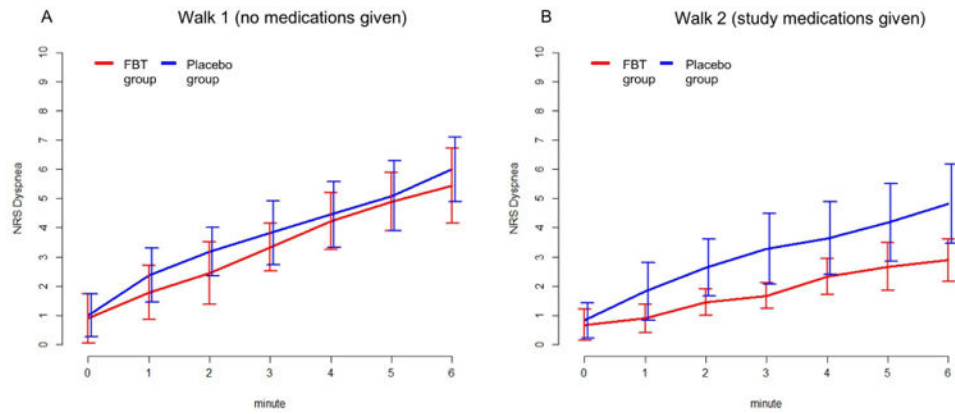 A
Walk 1 (no medications given)
FBT Placebo
group group
NRS Dyspnea
10
9
8
7
6
5
4
3
2
1
0
0 1 2 3 4 5 6
minute
B
Walk 2 (study medications given)
FBT Placebo
group group
NRS Dyspnea
10
9
8
7
6
5
4
3
2
1
0
0 1 2 3 4 5 6
minute